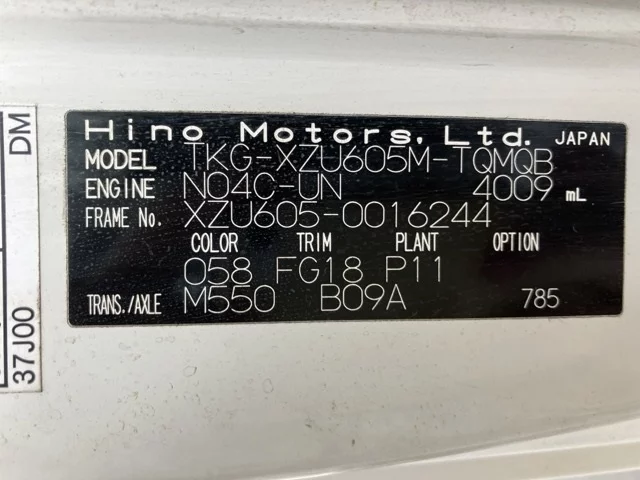 Hino Motors, Ltd. JAPAN
MODEL TKG-XZU605M-TQMQB
ENGINE N04C-UN 4009 mL
FRAME No. XZU605-0016244
COLOR TRIM PLANT OPTION
058 FG18 P11
TRANS./AXLE M550 B09A 785
DM
37J00